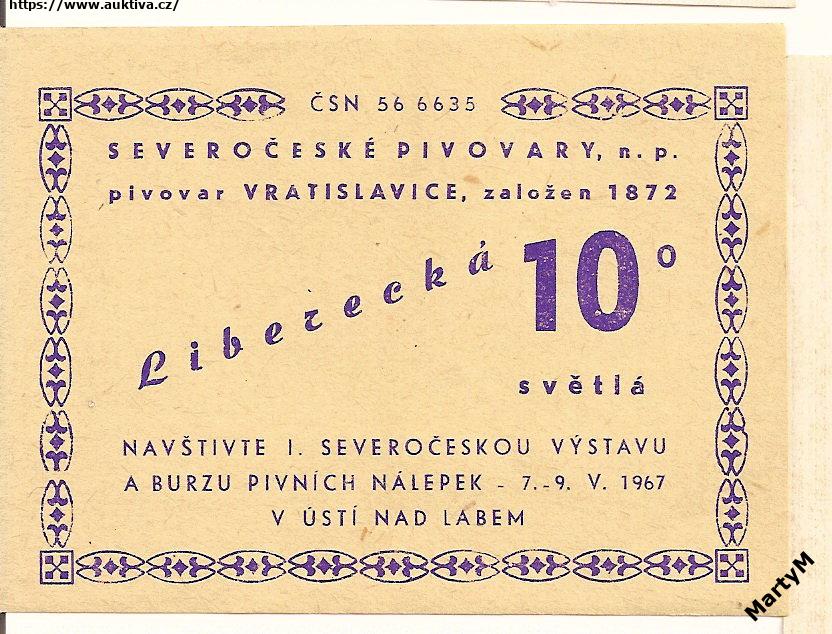 https://www.auktiva.cz/
ČSN 56 6635
SEVEROČESKÉ PIVOVARY, n. p.
pivovar VRATISLAVICE, založen 1872
Liberecká 10°
světlá
NAVŠTIVTE I. SEVEROČESKOU VÝSTAVU
A BURZU PIVNÍCH NÁLEPEK - 7.-9. V. 1967
V ÚSTÍ NAD LABEM
MartyM